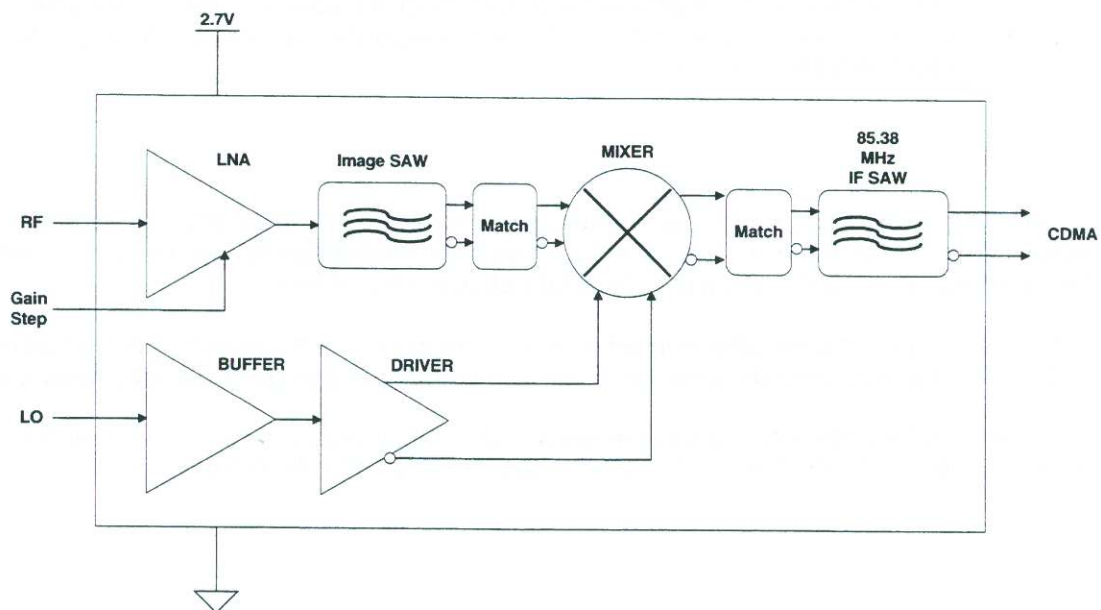 2.7V
LNA
Image SAW
MIXER
85.38
MHz
IF SAW
RF
Match
Match
CDMA
Gain
Step
BUFFER
DRIVER
LO